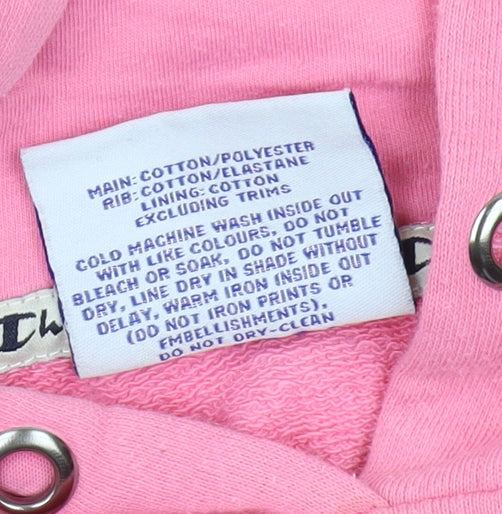 MAIN: COTTON/POLYESTER
RIB: COTTON/ELASTANE
LINING: COTTON
EXCLUDING TRIMS
COLD MACHINE WASH INSIDE OUT
WITH LIKE COLOURS, DO NOT
BLEACH OR SOAK, DO NOT TUMBLE
DRY, LINE DRY IN SHADE WITHOUT
DELAY, WARM IRON INSIDE OUT
(DO NOT IRON PRINTS OR
EMBELLISHMENTS),
DO NOT DRY-CLEAN